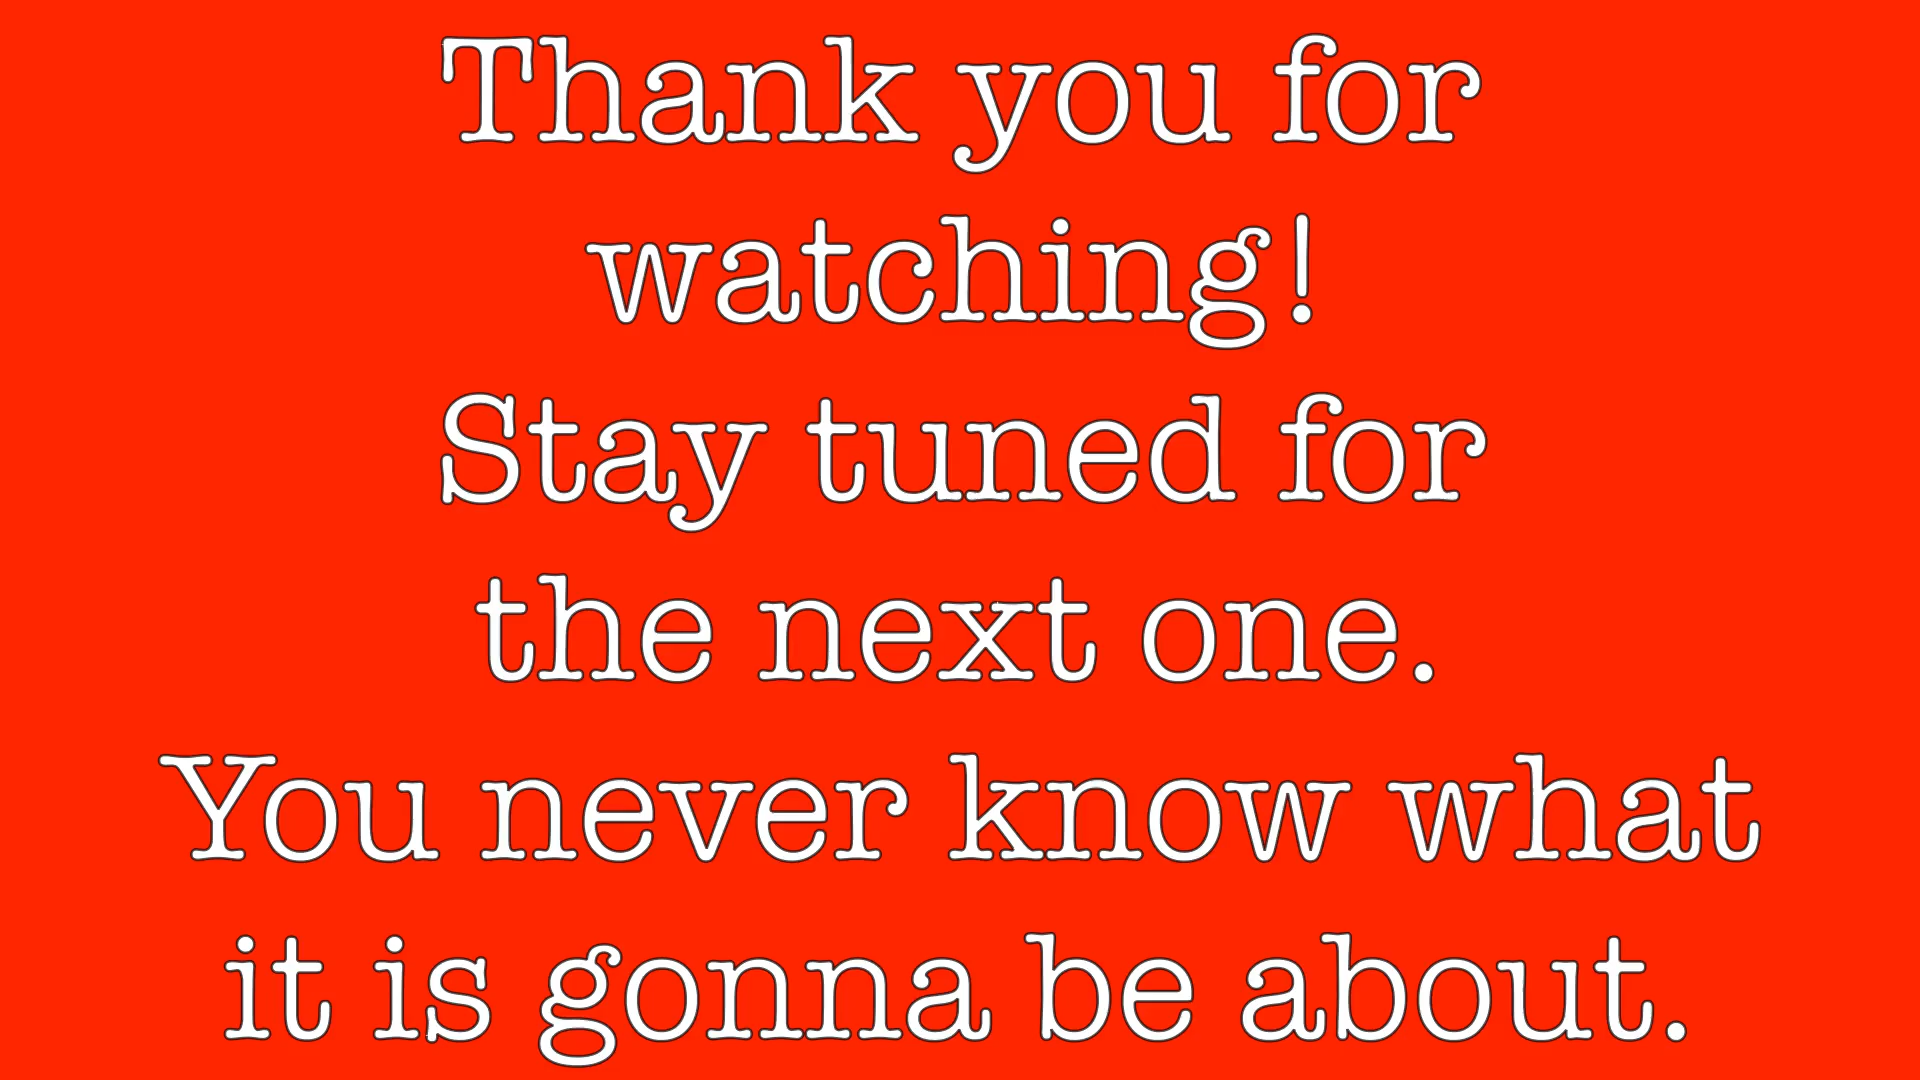 Thank you for
watching!
Stay tuned for
the next one.
You never know what
it is gonna be about.